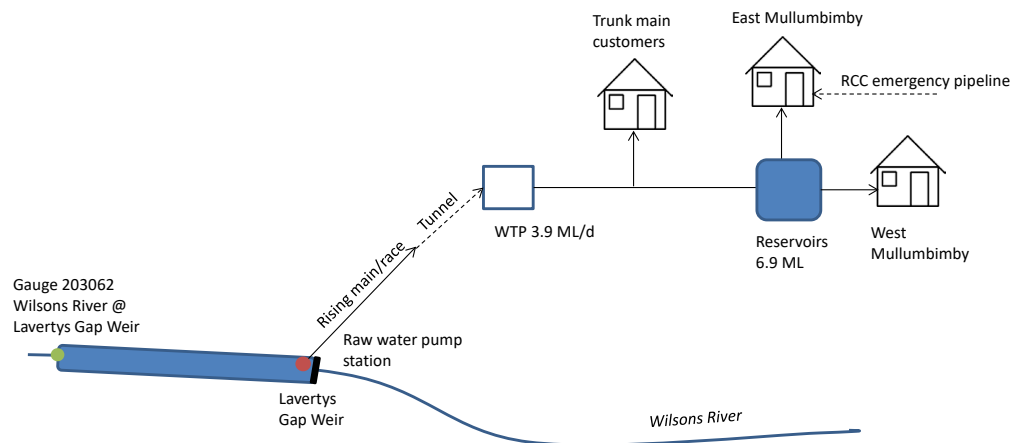 Trunk main
customers
East Mullumbimby
RCC emergency pipeline
Tunnel
WTP 3.9 ML/d
Reservoirs
6.9 ML
West
Mullumbimby
Rising main/race
Gauge 203062
Wilsons River @
Lavertys Gap Weir
Raw water pump
station
Lavertys
Gap Weir
Wilsons River